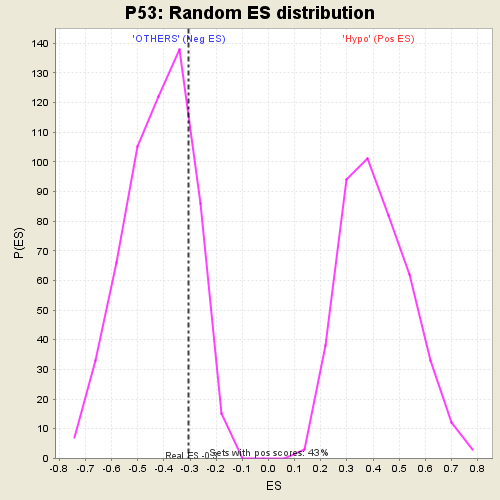 P53: Random ES distribution
'OTHERS' (Neg ES) 'Hypo' (Pos ES)
P(ES)
140
130
120
110
100
90
80
70
60
50
40
30
20
10
0
Real ES -0.3 Sets with pos scores: 43%
-0.8 -0.7 -0.6 -0.5 -0.4 -0.3 -0.2 -0.1 0.0 0.1 0.2 0.3 0.4 0.5 0.6 0.7 0.8
ES